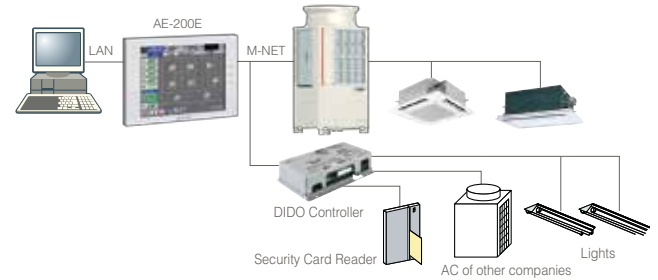 AE-200E
LAN
M-NET
DIDO Controller
Security Card Reader
AC of other companies
Lights